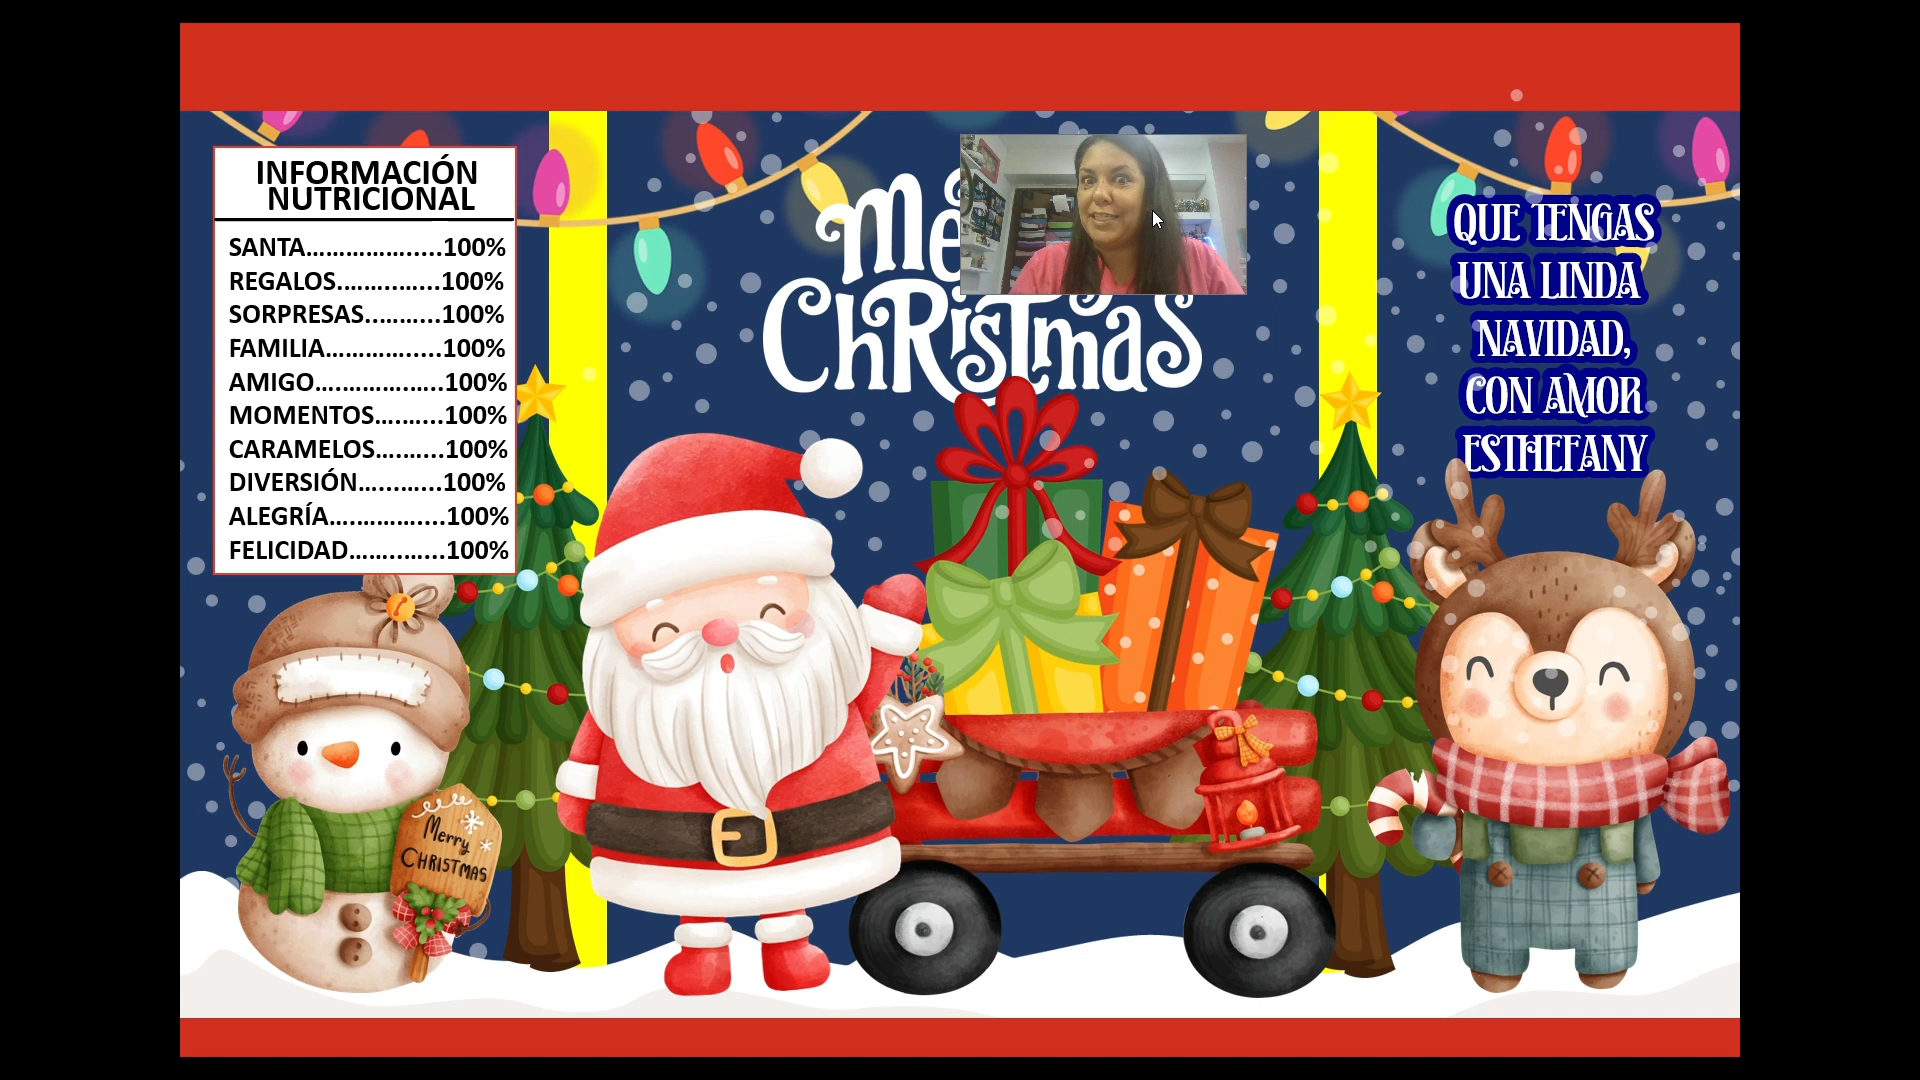 INFORMACIÓN
NUTRICIONAL
SANTA.....................100%
REGALOS................100%
SORPRESAS............100%
FAMILIA..................100%
AMIGO....................100%
MOMENTOS..........100%
CARAMELOS..........100%
DIVERSIÓN.............100%
ALEGRÍA..................100%
FELICIDAD...............100%
Christmas
QUE TENGAS
UNA LINDA
NAVIDAD,
CON AMOR
ESTHEFANY
Merry
CHRISTMAS